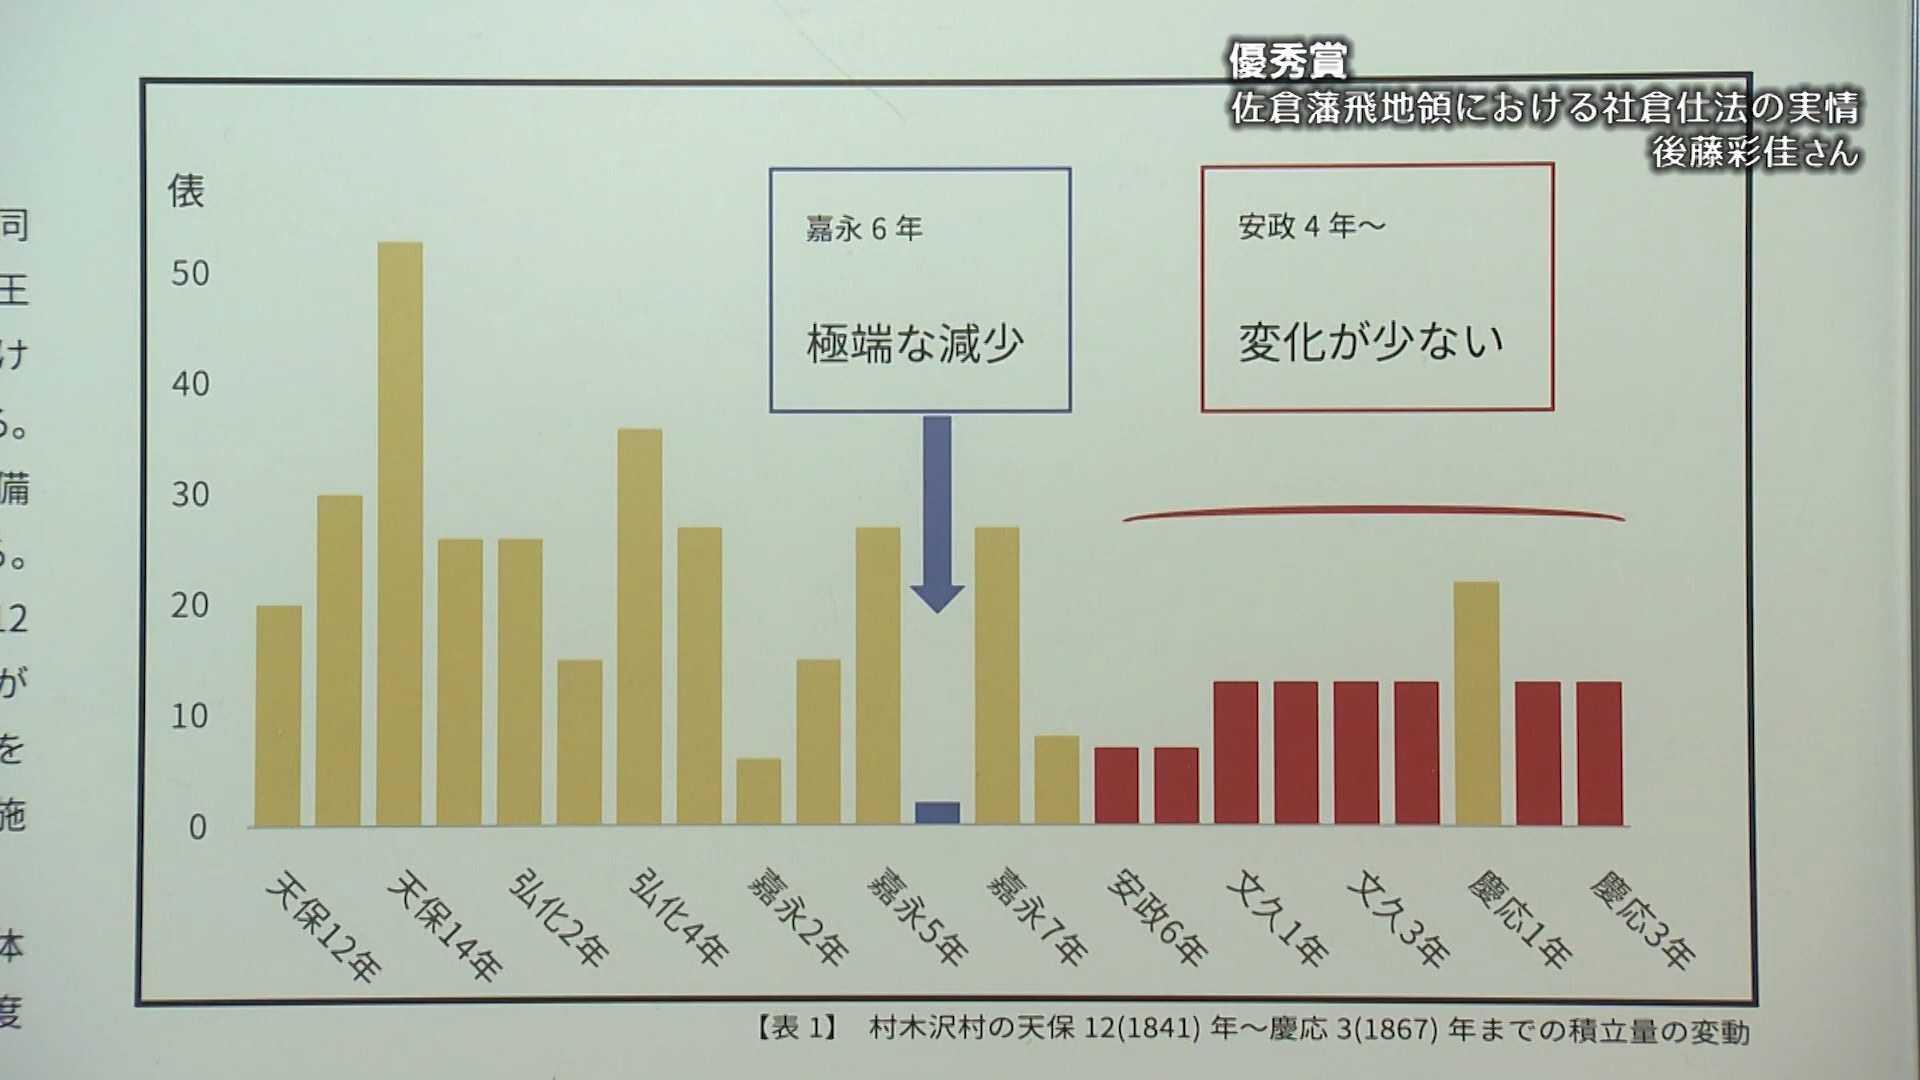 優秀賞
佐倉藩飛地領における社倉仕法の実情
後藤彩佳さん
同
王
け
る。
備
る。
12
が
を
施
体
度
俵
50
40
30
20
10
0
嘉永 6 年
極端な減少
安政 4 年～
変化が少ない
天保12年
天保14年
弘化2年
弘化4年
嘉永2年
嘉永5年
嘉永7年
安政6年
文久1年
文久3年
慶応1年
慶応3年
【表 1】 村木沢村の天保 12(1841) 年～慶応 3(1867) 年までの積立量の変動